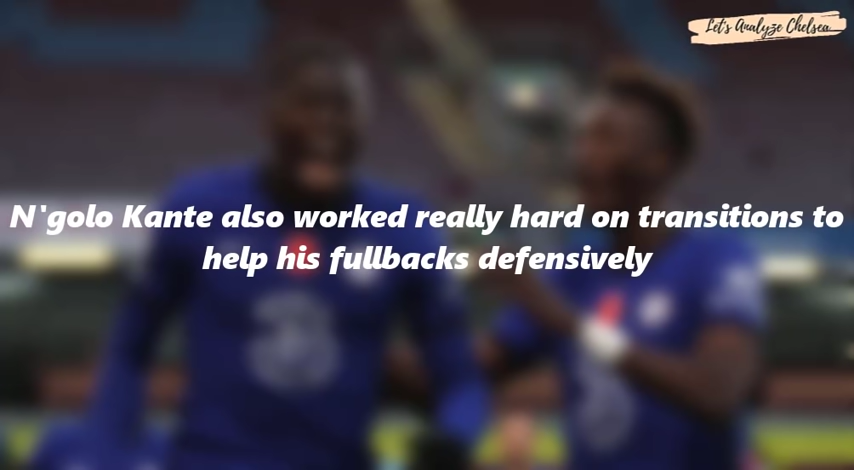 Let's Analyze Chelsea
N'golo Kante also worked really hard on transitions to
help his fullbacks defensively